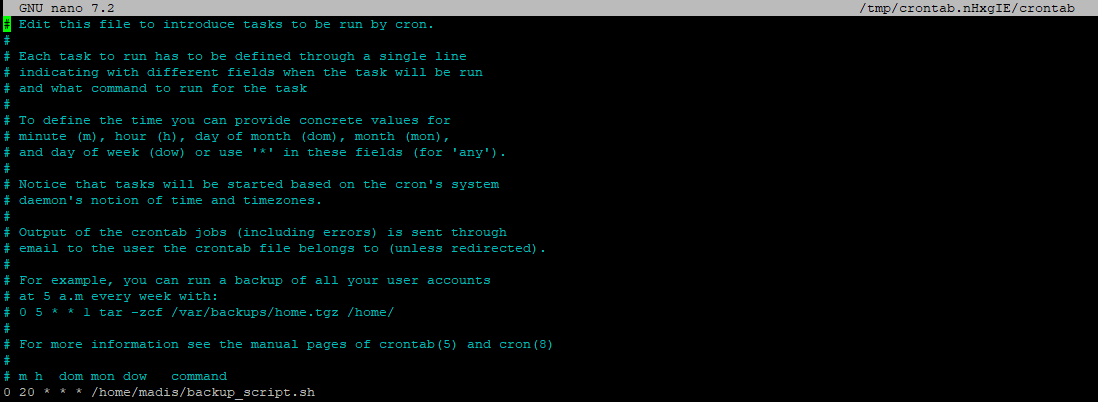 GNU nano 7.2 /tmp/crontab.nHxgIE/crontab
# Edit this file to introduce tasks to be run by cron.
#
# Each task to run has to be defined through a single line
# indicating with different fields when the task will be run
# and what command to run for the task
#
# To define the time you can provide concrete values for
# minute (m), hour (h), day of month (dom), month (mon),
# and day of week (dow) or use '*' in these fields (for 'any').
#
# Notice that tasks will be started based on the cron's system
# daemon's notion of time and timezones.
#
# Output of the crontab jobs (including errors) is sent through
# email to the user the crontab file belongs to (unless redirected).
#
# For example, you can run a backup of all your user accounts
# at 5 a.m every week with:
# 0 5 * * 1 tar -zcf /var/backups/home.tgz /home/
#
# For more information see the manual pages of crontab(5) and cron(8)
#
# m h  dom mon dow   command
0 20 * * * /home/madis/backup_script.sh